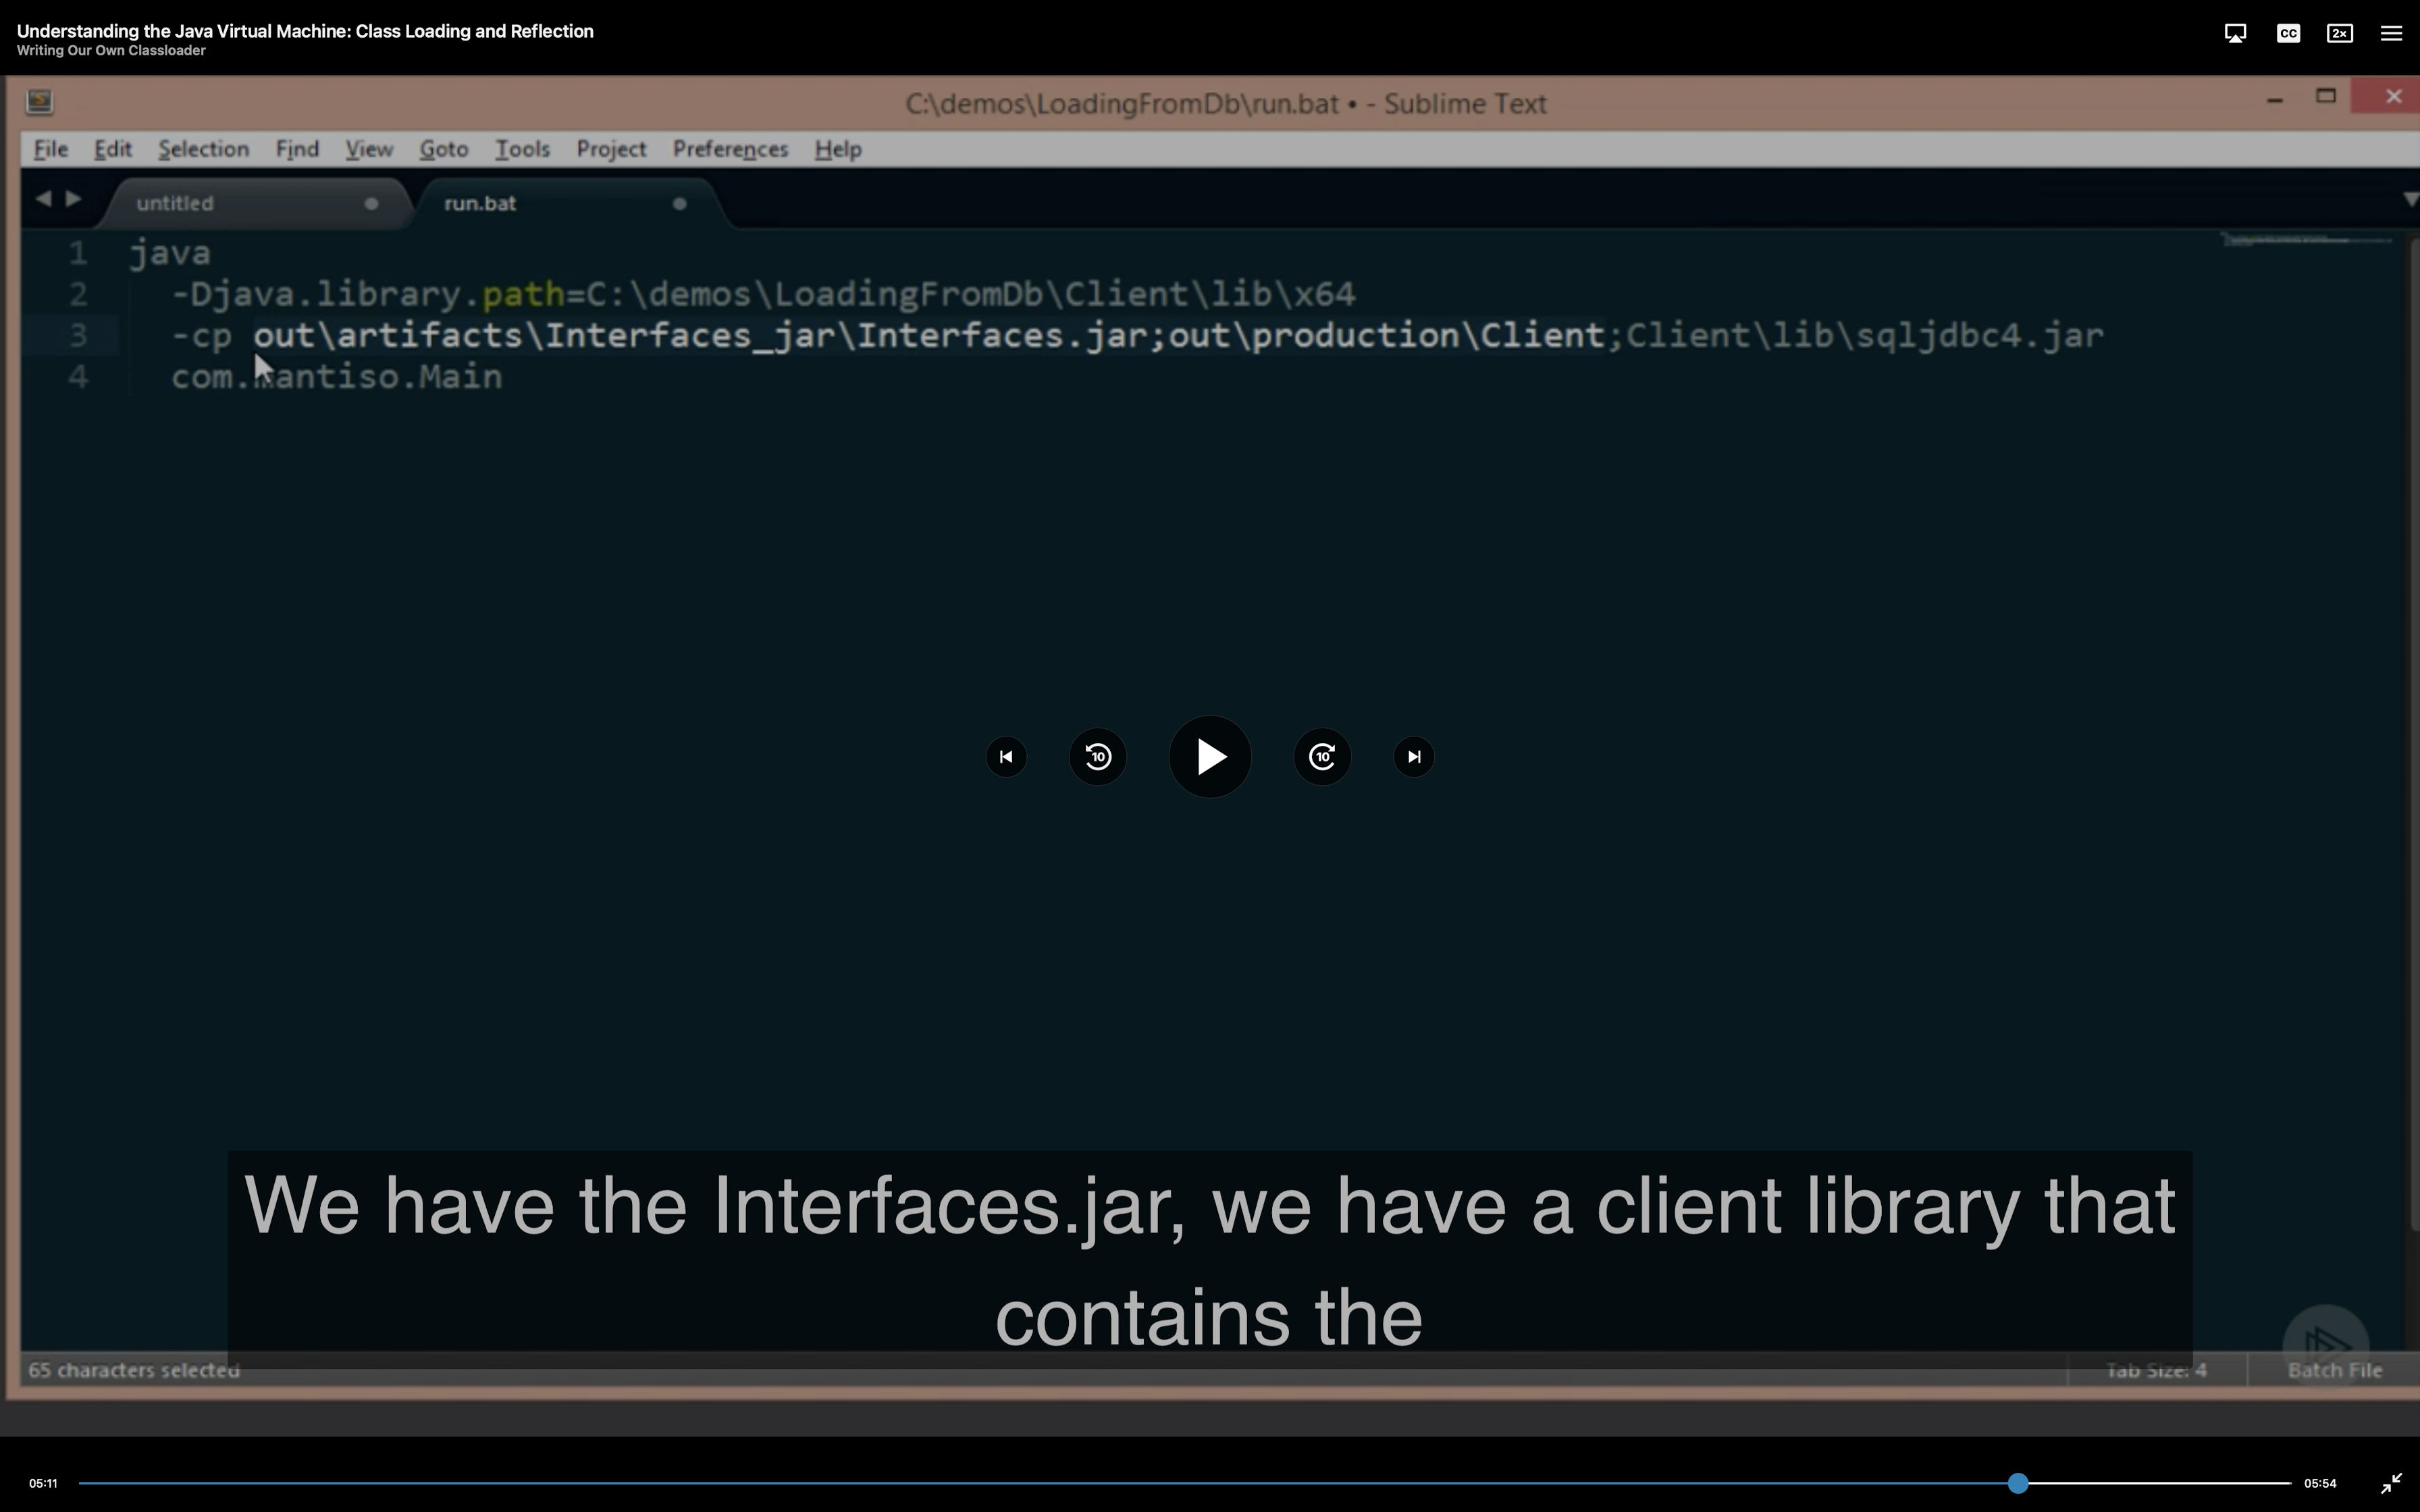 Understanding the Java Virtual Machine: Class Loading and Reflection
Writing Our Own Classloader
CC
2×
C:\demos\LoadingFromDb\run.bat • - Sublime Text
File Edit Selection Find View Goto Tools Project Preferences Help
untitled
run.bat
1 java
2 -Djava.library.path=C:\demos\LoadingFromDb\Client\lib\x64
3 -cp out\artifacts\Interfaces_jar\Interfaces.jar;out\production\Client;Client\lib\sqljdbc4.jar
4 com.mantiso.Main
10
10
We have the Interfaces.jar, we have a client library that
contains the
65 characters selected
Tab Size: 4
Batch File
05:11
05:54